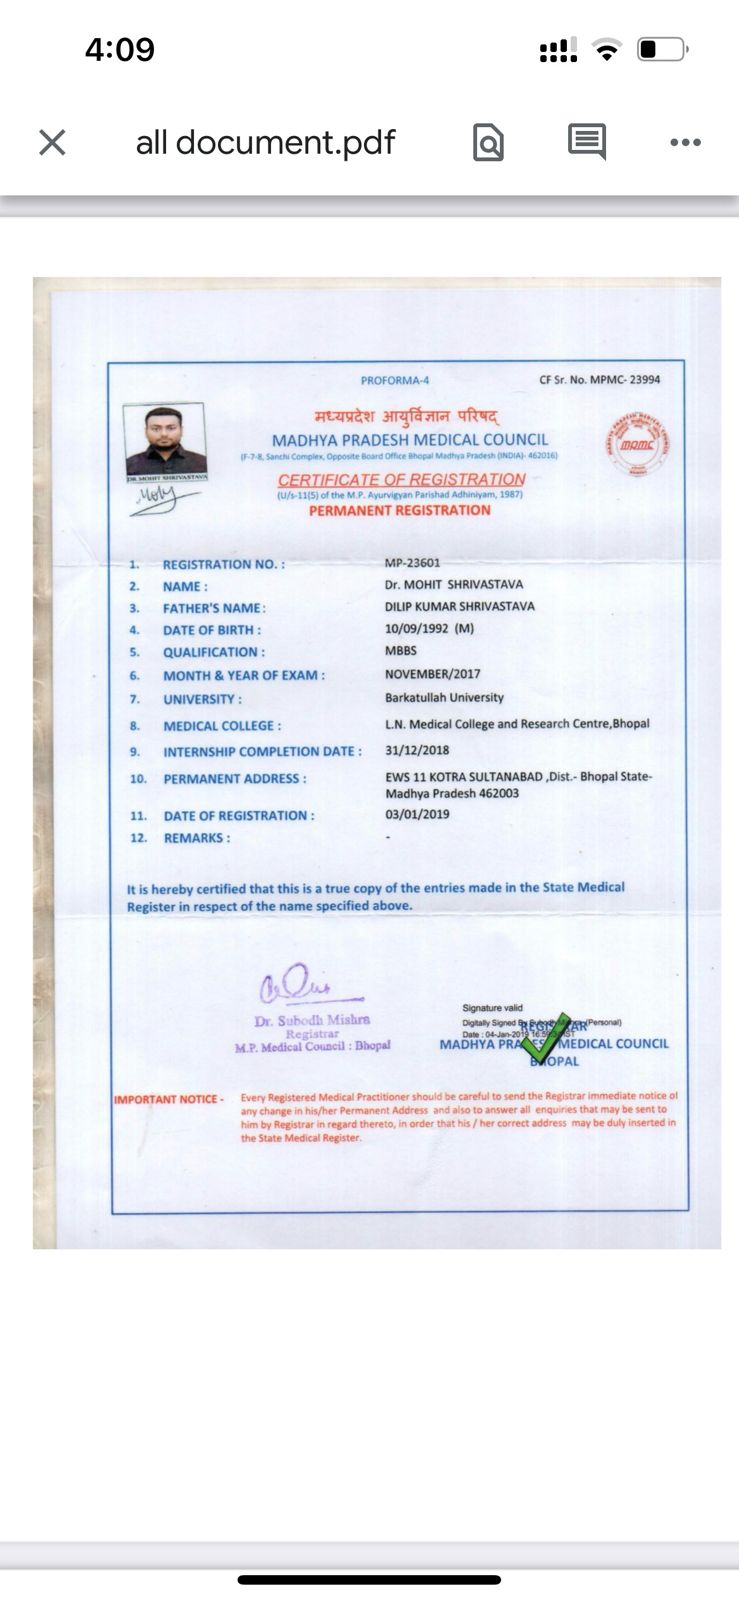 4:09
all document.pdf
PROFORMA-4
CF Sr. No. MPMC- 23994
मध्यप्रदेश आयुर्विज्ञान परिषद्
MADHYA PRADESH MEDICAL COUNCIL
(F-7-8, Sanchi Complex, Opposite Board Office Bhopal Madhya Pradesh (INDIA)- 462016)
mpmc
DR MOHIT SHRIVASTAVA
CERTIFICATE OF REGISTRATION
(U/s-11(5) of the M.P. Ayurvigyan Parishad Adhiniyam, 1987)
PERMANENT REGISTRATION
1. REGISTRATION NO. : MP-23601
2. NAME : Dr. MOHIT SHRIVASTAVA
3. FATHER'S NAME : DILIP KUMAR SHRIVASTAVA
4. DATE OF BIRTH : 10/09/1992 (M)
5. QUALIFICATION : MBBS
6. MONTH & YEAR OF EXAM : NOVEMBER/2017
7. UNIVERSITY : Barkatullah University
8. MEDICAL COLLEGE : L.N. Medical College and Research Centre,Bhopal
9. INTERNSHIP COMPLETION DATE : 31/12/2018
10. PERMANENT ADDRESS : EWS 11 KOTRA SULTANABAD ,Dist.- Bhopal State-
Madhya Pradesh 462003
11. DATE OF REGISTRATION : 03/01/2019
12. REMARKS : -
It is hereby certified that this is a true copy of the entries made in the State Medical
Register in respect of the name specified above.
Dr. Subodh Mishra
Registrar
M.P. Medical Council : Bhopal
Signature valid
Digitally Signed By (Personal)
Date : 04-Jan-2019
MADHYA MEDICAL COUNCIL
IMPORTANT NOTICE - Every Registered Medical Practitioner should be careful to send the Registrar immediate notice of
any change in his/her Permanent Address and also to answer all enquiries that may be sent to
him by Registrar in regard thereto, in order that his / her correct address may be duly inserted in
the State Medical Register.